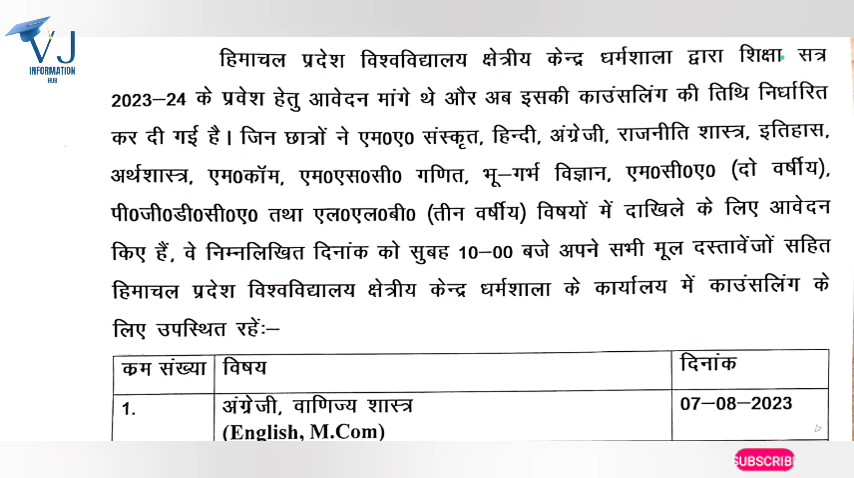 VJ
INFORMATION
HUB
हिमाचल प्रदेश विश्वविद्यालय क्षेत्रीय केन्द्र धर्मशाला द्वारा शिक्षा सत्र
2023–24 के प्रवेश हेतु आवेदन मांगे थे और अब इसकी काउंसलिंग की तिथि निर्धारित
कर दी गई है। जिन छात्रों ने एम0ए0 संस्कृत, हिन्दी, अंग्रेजी, राजनीति शास्त्र, इतिहास,
अर्थशास्त्र, एम0कॉम, एम0एस0सी0 गणित, भू–गर्भ विज्ञान, एम0सी0ए0 (दो वर्षीय),
पी0जी0डी0सी0ए0 तथा एल0एल0बी0 (तीन वर्षीय) विषयों में दाखिले के लिए आवेदन
किए हैं, वे निम्नलिखित दिनांक को सुबह 10–00 बजे अपने सभी मूल दस्तावेंजों सहित
हिमाचल प्रदेश विश्वविद्यालय क्षेत्रीय केन्द्र धर्मशाला के कार्यालय में काउंसलिंग के
लिए उपस्थित रहेंः–
कम संख्या विषय दिनांक
1. अंग्रेजी, वाणिज्य शास्त्र 07–08–2023
(English, M.Com)
SUBSCRIBE